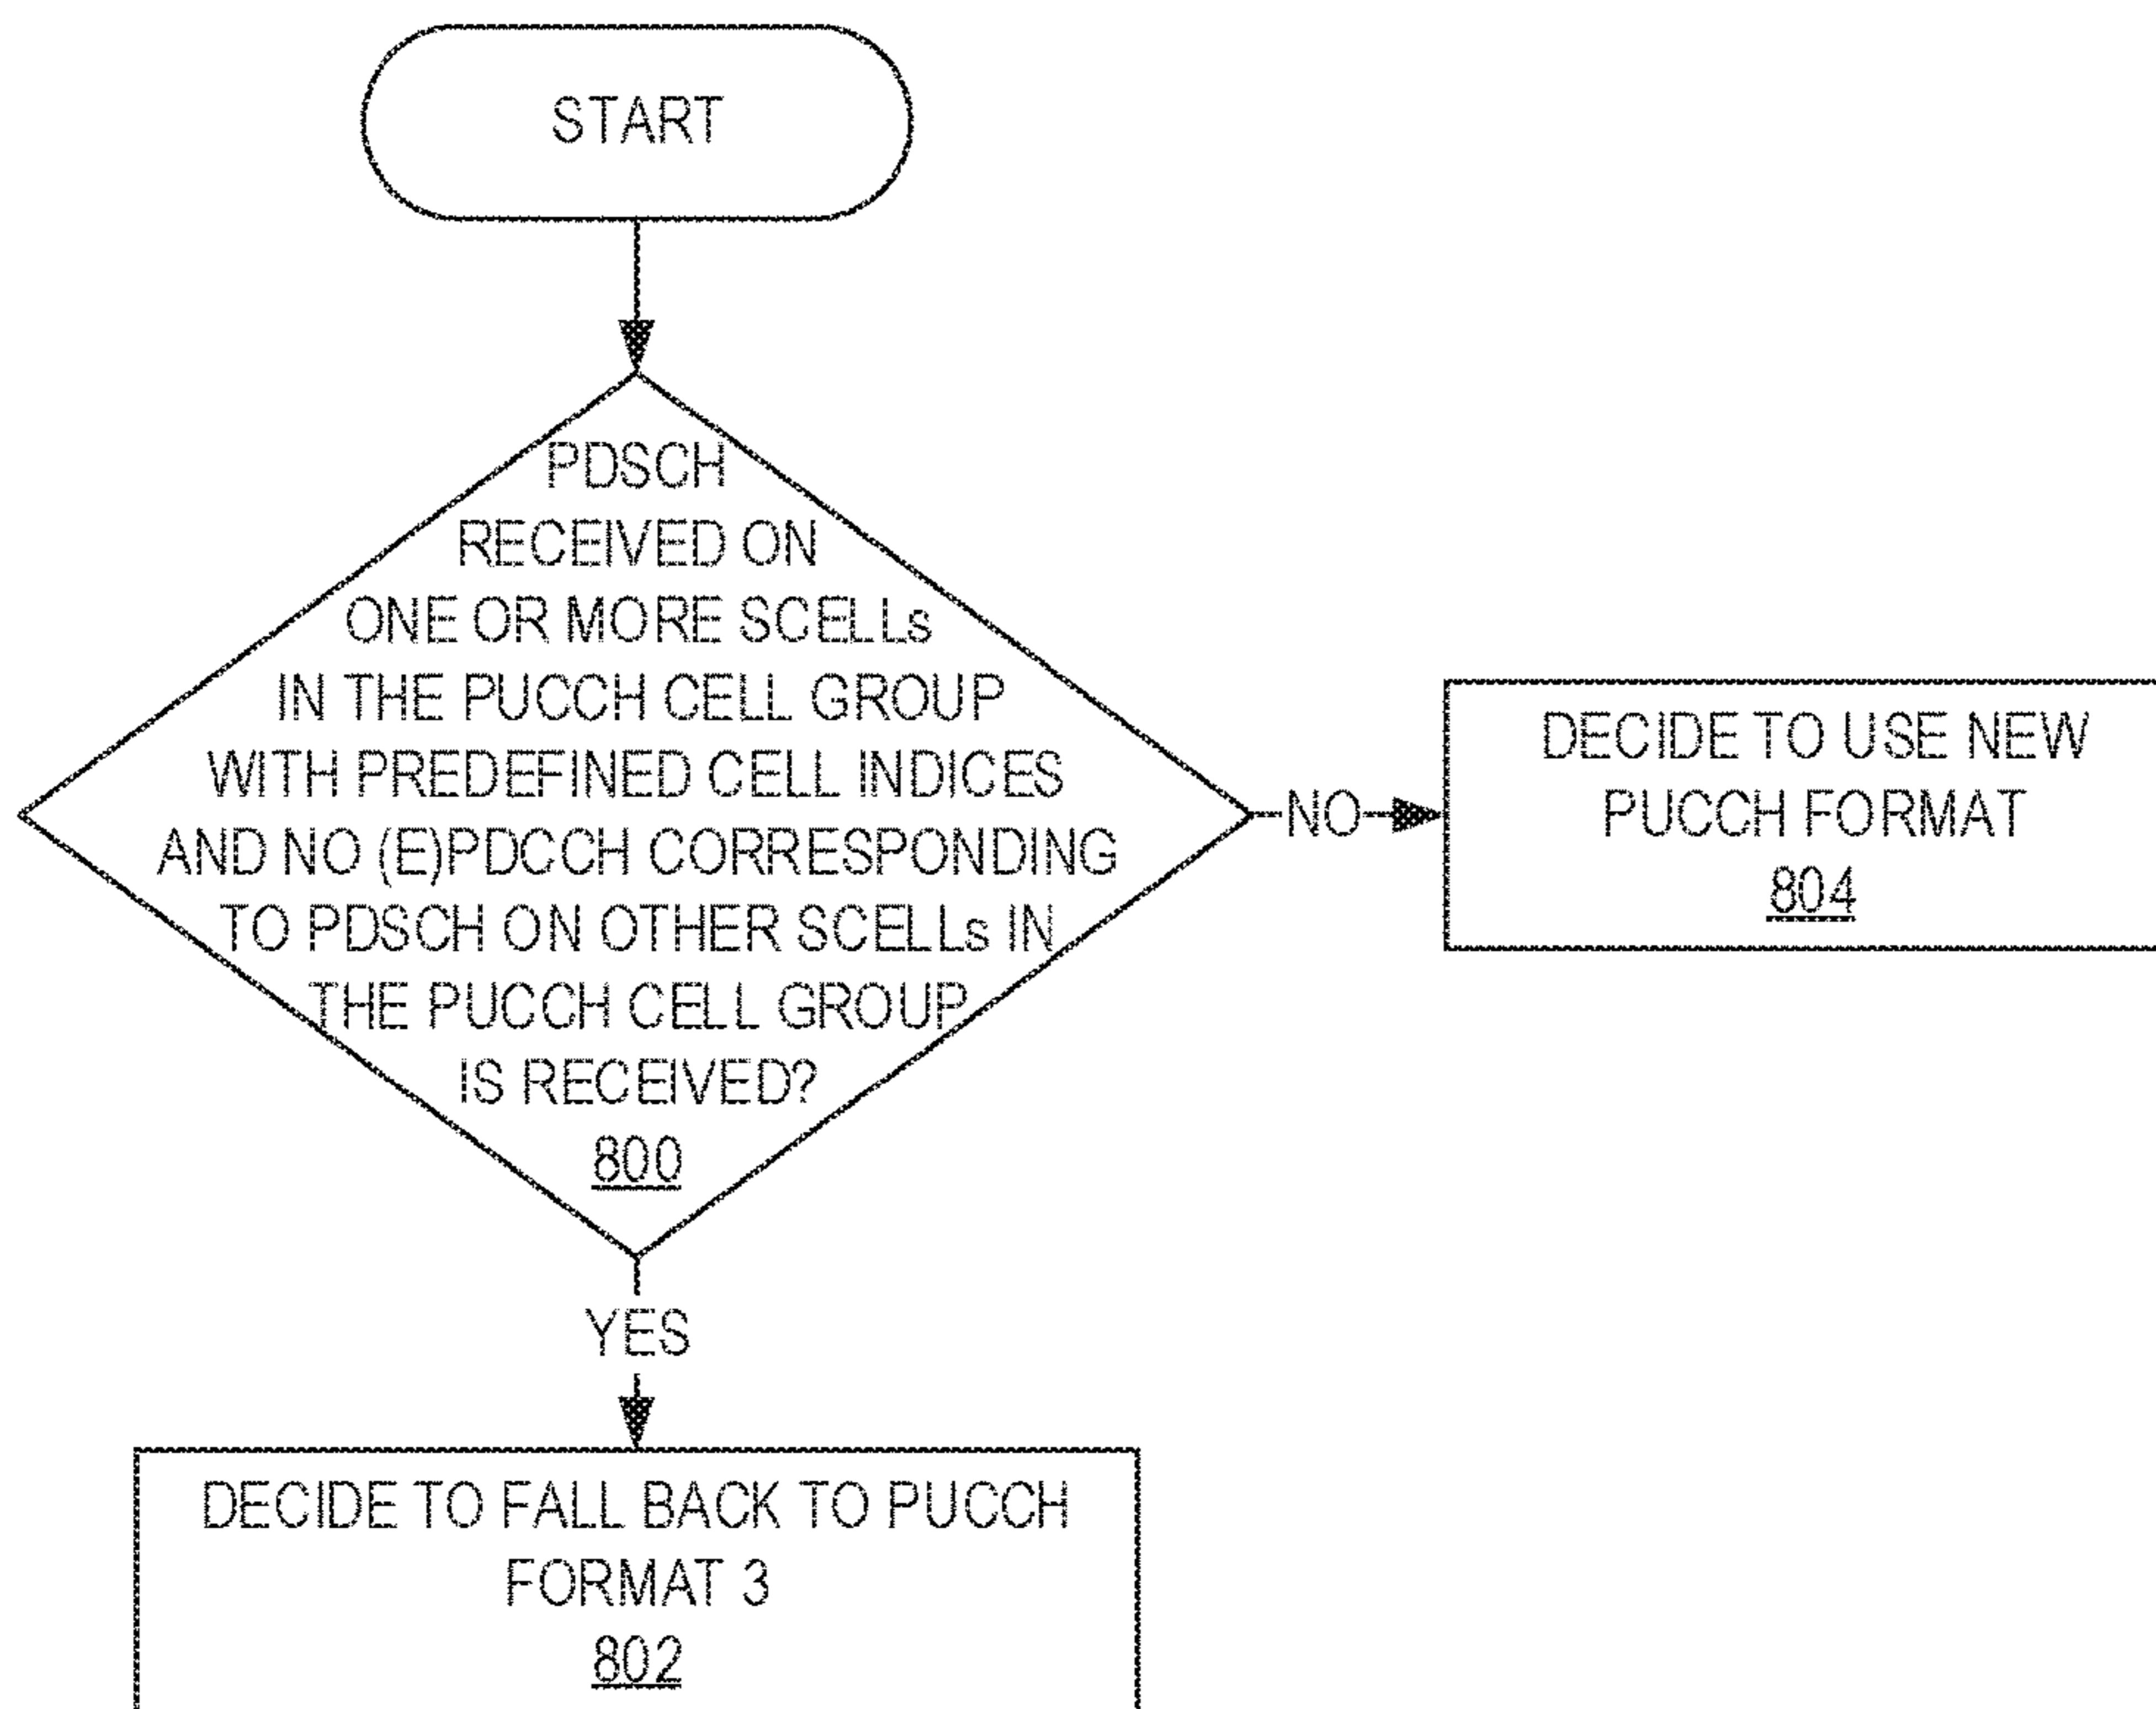 START
PDSCH
RECEIVED ON
ONE OR MORE SCELLs
IN THE PUCCH CELL GROUP
WITH PREDEFINED CELL INDICES
AND NO (E)PDCCH CORRESPONDING
TO PDSCH ON OTHER SCELLs IN
THE PUCCH CELL GROUP
IS RECEIVED?
800
NO
DECIDE TO USE NEW
PUCCH FORMAT
804
YES
DECIDE TO FALL BACK TO PUCCH
FORMAT 3
802